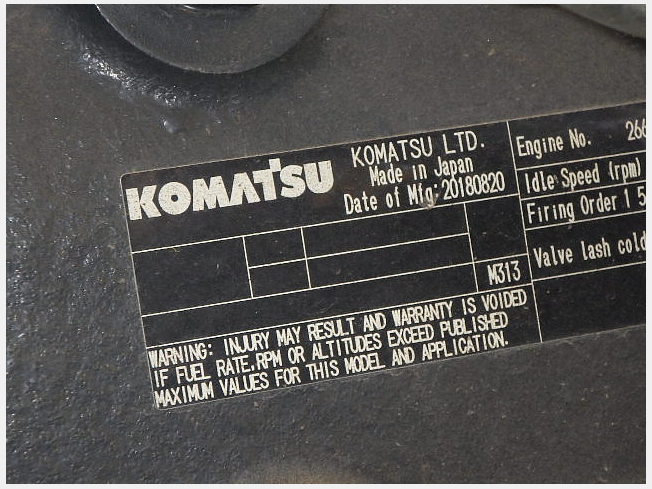 KOMATSU
KOMATSU LTD.
Made in Japan
Date of Mfg: 20180820
M313
WARNING: INJURY MAY RESULT AND WARRANTY IS VOIDED
IF FUEL RATE,RPM OR ALTITUDES EXCEED PUBLISHED
MAXIMUM VALUES FOR THIS MODEL AND APPLICATION.
Engine No. 266
Idle Speed (rpm)
Firing Order 1 5
Valve lash cold